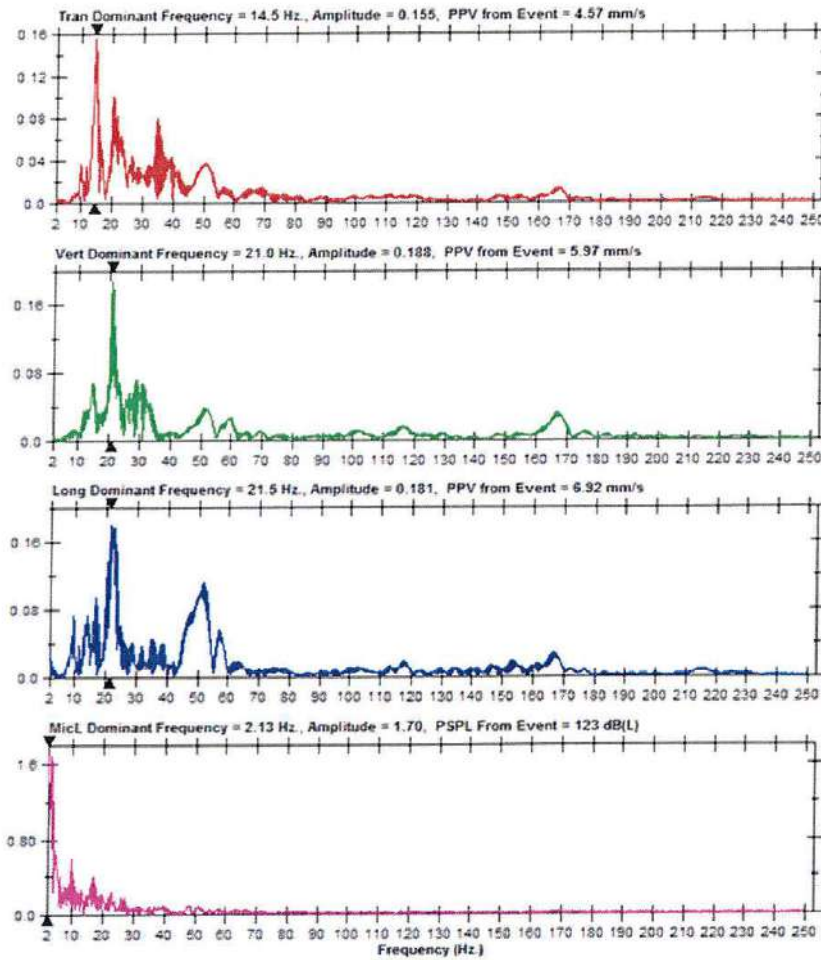 Tran Dominant Frequency = 14.5 Hz., Amplitude = 0.155, PPV from Event = 4.57 mm/s
0.16
0.12
0.08
0.04
0.0
2 10 20 30 40 50 60 70 80 90 100 110 120 130 140 150 160 170 180 190 200 210 220 230 250
Vert Dominant Frequency = 21.0 Hz., Amplitude = 0.188, PPV from Event = 5.97 mm/s
0.16
0.08
0.0
2 10 20 30 40 50 60 70 80 90 100 110 120 130 140 150 160 170 180 190 200 210 220 230 250
Long Dominant Frequency = 21.5 Hz., Amplitude = 0.181, PPV from Event = 6.92 mm/s
0.16
0.08
0.0
2 10 20 30 40 50 60 70 80 90 100 110 120 130 140 150 160 170 180 190 200 210 220 230 250
MicL Dominant Frequency = 2.13 Hz., Amplitude = 1.70, PSPL From Event = 123 dB(L)
1.6
0.80
0.0
2 10 20 30 40 50 60 70 80 90 100 110 120 130 140 150 160 170 180 190 200 210 220 230 250
Frequency (Hz.)